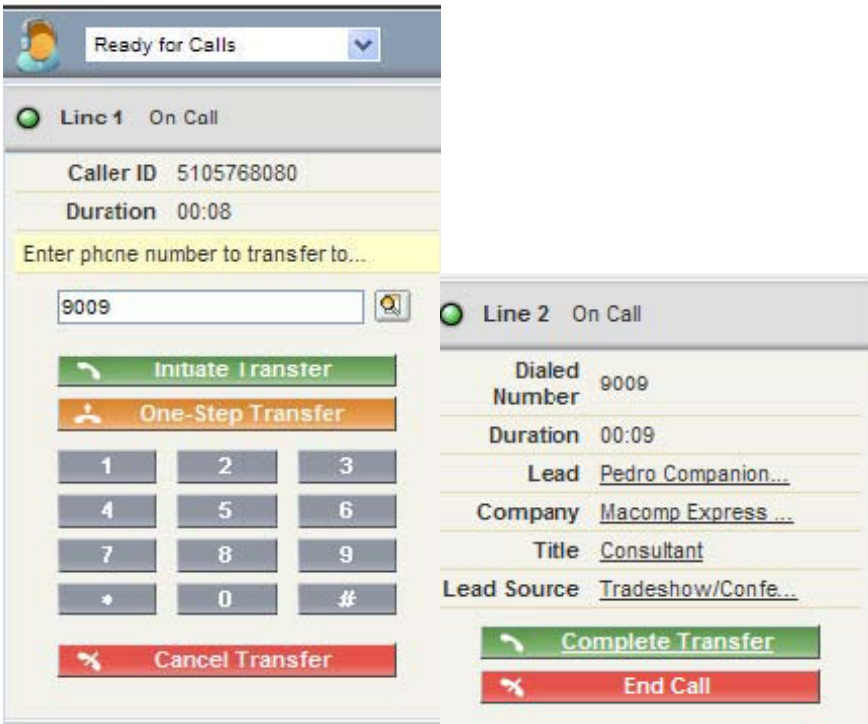 Ready for Calls
Line 1 On Call
Caller ID 5105768080
Duration 00:08
Enter phone number to transfer to...
9009
Initiate Transfer
One-Step Transfer
1 2 3
4 5 6
7 8 9
* 0 #
Cancel Transfer
Line 2 On Call
Dialed
Number 9009
Duration 00:09
Lead Pedro Companion...
Company Macomp Express ...
Title Consultant
Lead Source Tradeshow/Confe...
Complete Transfer
End Call